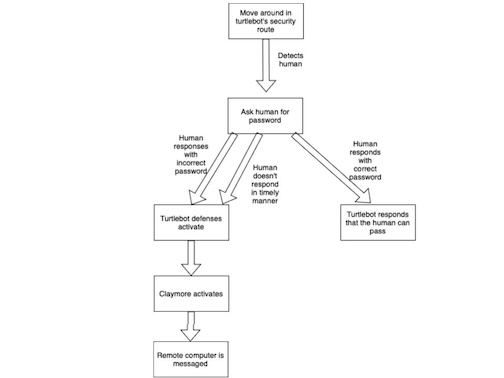 Move around in
turtlebot's security
route
Detects
human
Ask human for
password
Human
responses
with
incorrect
password
Human
doesn't
respond
in timely
manner
Human
responds
with
correct
password
Turtlebot defenses
activate
Turtlebot responds
that the human can
pass
Claymore activates
Remote computer is
messaged